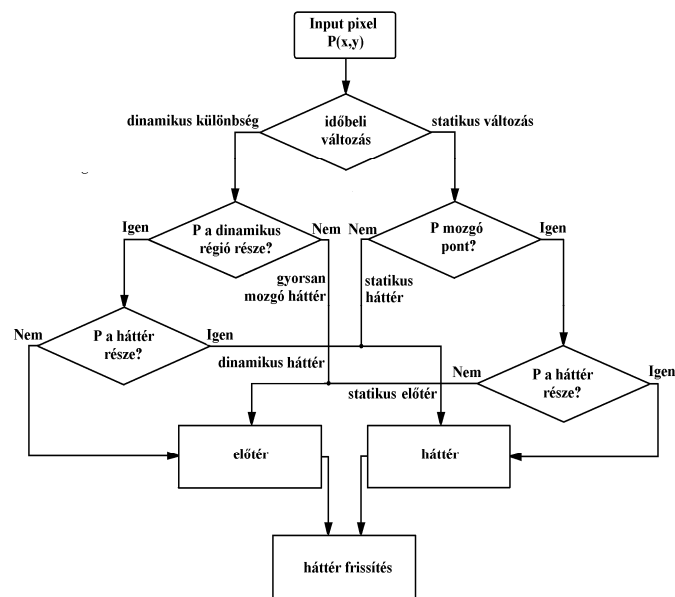 Input pixel
P(x,y)
dinamikus különbség
időbeli
változás
statikus változás
Igen
P a dinamikus
régió része?
Nem
Nem
P mozgó
pont?
Igen
gyorsan
mozgó háttér
statikus
háttér
Nem
P a háttér
része?
Igen
dinamikus háttér
Nem
P a háttér
része?
Igen
statikus előtér
előtér
háttér
háttér frissítés